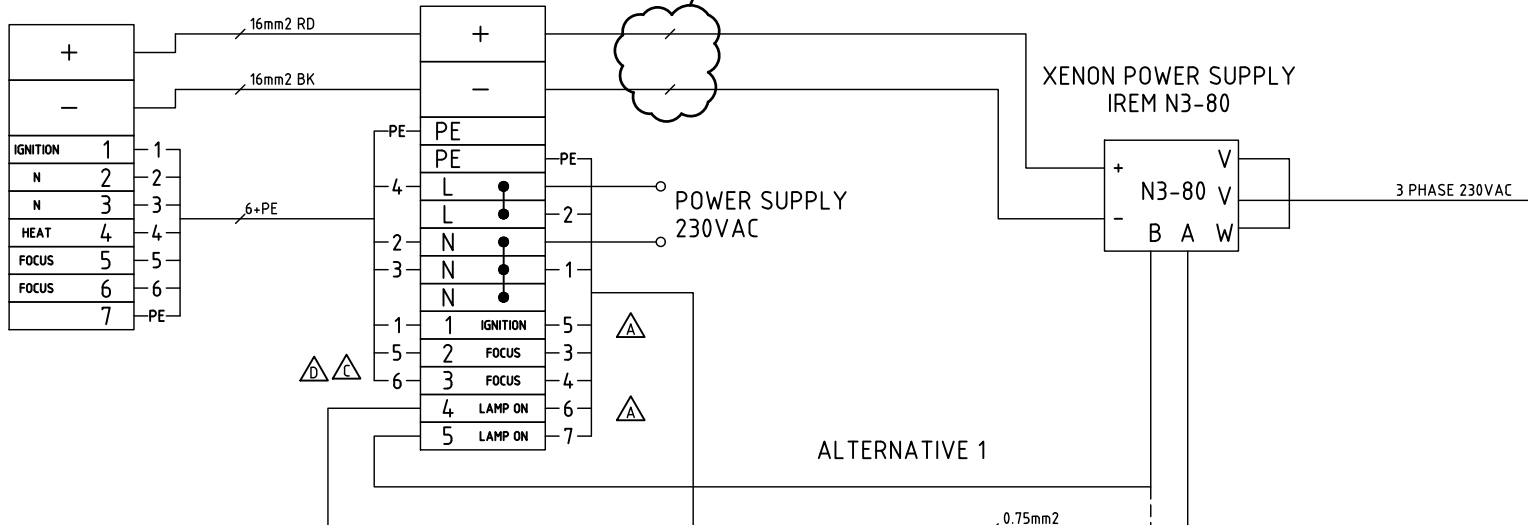 16mm2 RD
16mm2 BK
+
-
IGNITION 1 1
N 2 2
N 3 3
HEAT 4 4
FOCUS 5 5
FOCUS 6 6
7 PE
6+PE
+
-
PE PE
PE PE
4 L
L 2
2 N
3 N 1
N
1 1 IGNITION 5
5 2 FOCUS 3
6 3 FOCUS 4
4 LAMP ON 6
5 LAMP ON 7
D C
A
A
POWER SUPPLY
230VAC
XENON POWER SUPPLY
IREM N3-80
+ V
N3-80 V
- B A W
3 PHASE 230VAC
ALTERNATIVE 1
0.75mm2